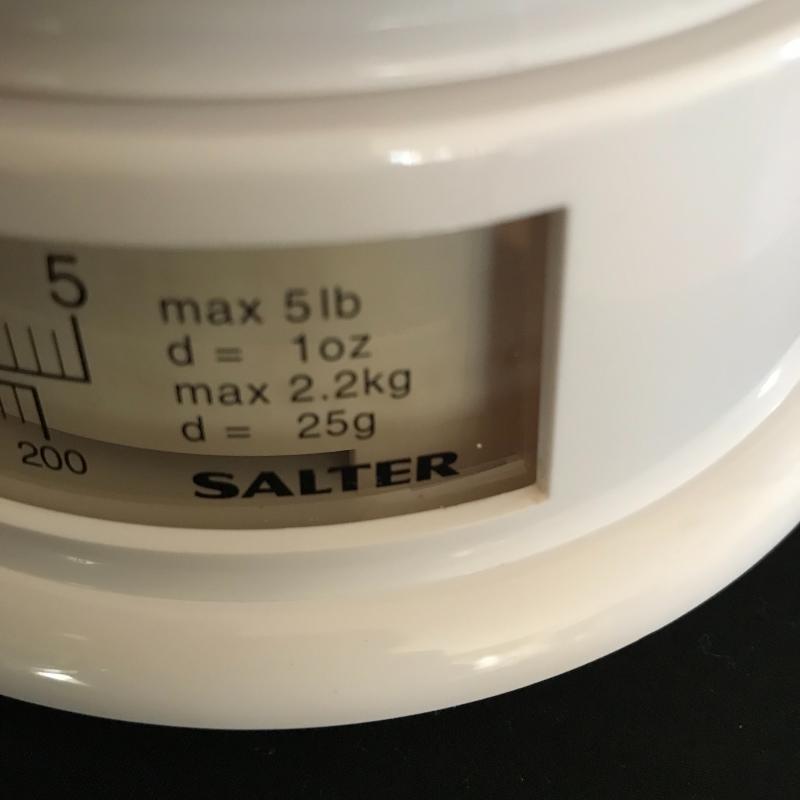 5
max 5lb
d = 1oz
max 2.2kg
d = 25g
200
SALTER